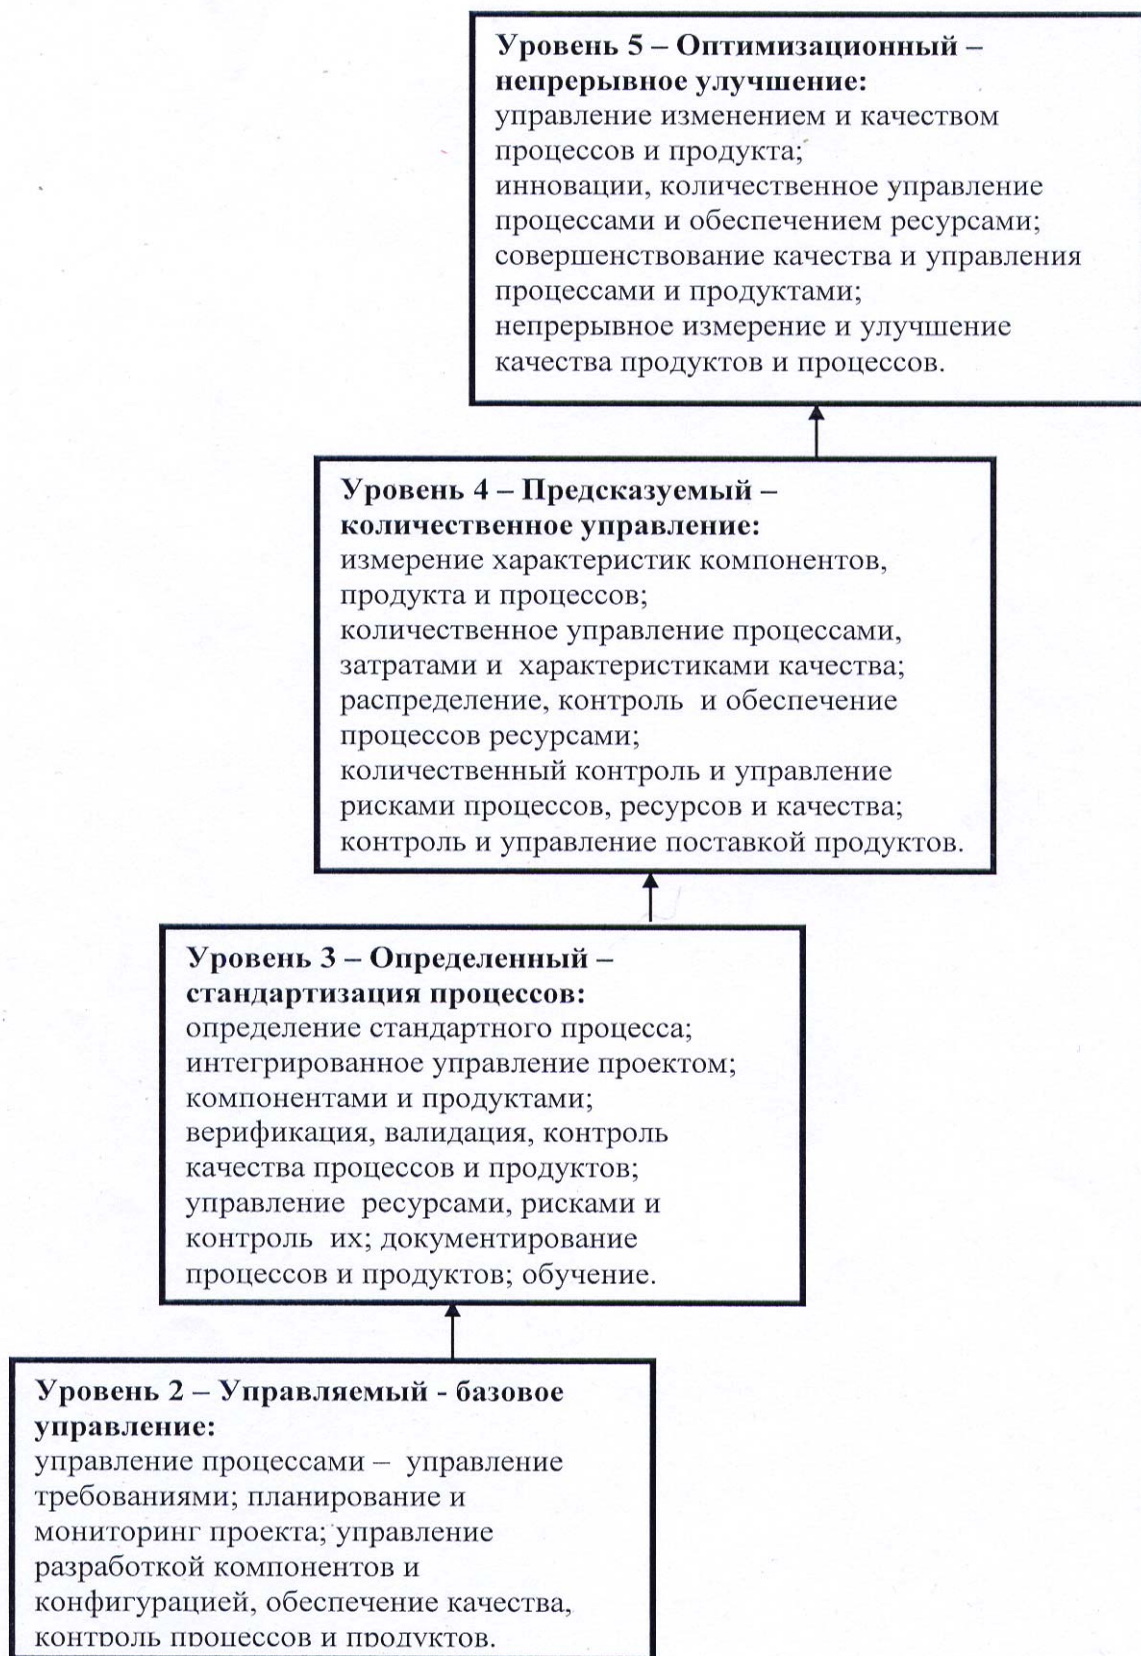 Уровень 5 – Оптимизационный –
непрерывное улучшение:
управление изменением и качеством
процессов и продукта;
инновации, количественное управление
процессами и обеспечением ресурсами;
совершенствование качества и управления
процессами и продуктами;
непрерывное измерение и улучшение
качества продуктов и процессов.
Уровень 4 – Предсказуемый –
количественное управление:
измерение характеристик компонентов,
продукта и процессов;
количественное управление процессами,
затратами и характеристиками качества;
распределение, контроль и обеспечение
процессов ресурсами;
количественный контроль и управление
рисками процессов, ресурсов и качества;
контроль и управление поставкой продуктов.
Уровень 3 – Определенный –
стандартизация процессов:
определение стандартного процесса;
интегрированное управление проектом;
компонентами и продуктами;
верификация, валидация, контроль
качества процессов и продуктов;
управление ресурсами, рисками и
контроль их; документирование
процессов и продуктов; обучение.
Уровень 2 – Управляемый - базовое
управление:
управление процессами – управление
требованиями; планирование и
мониторинг проекта; управление
разработкой компонентов и
конфигурацией, обеспечение качества,
контроль процессов и продуктов.